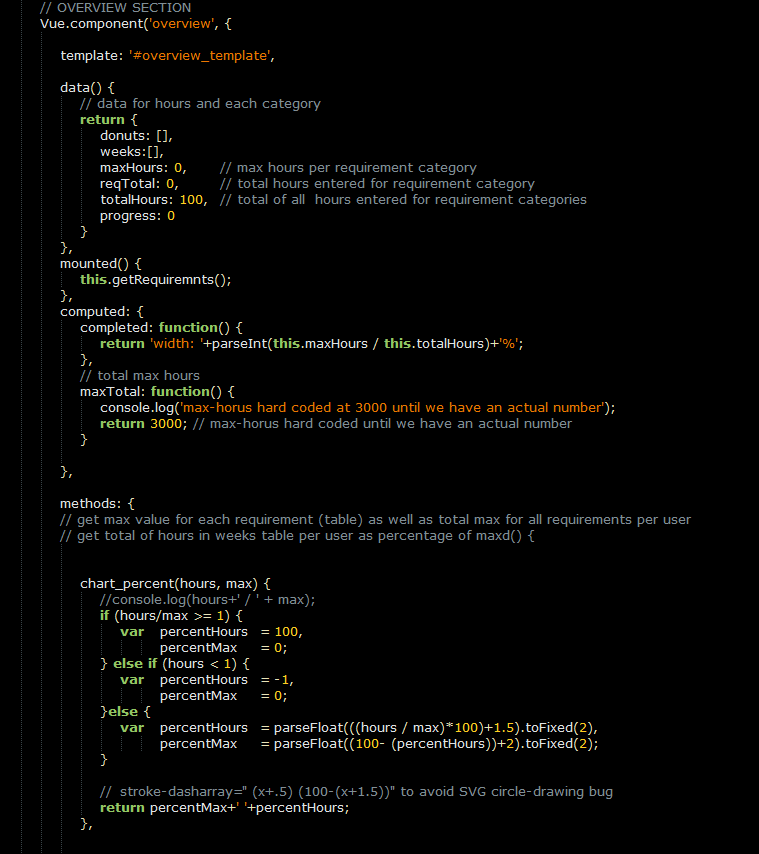 // OVERVIEW SECTION
Vue.component('overview', {
template: '#overview_template',
data() {
// data for hours and each category
return {
donuts: [],
weeks:[],
maxHours: 0, // max hours per requirement category
reqTotal: 0, // total hours entered for requirement category
totalHours: 100, // total of all  hours entered for requirement categories
progress: 0
}
},
mounted() {
this.getRequiremnts();
},
computed: {
completed: function() {
return 'width: '+parseInt(this.maxHours / this.totalHours)+'%';
},
// total max hours
maxTotal: function() {
console.log('max-horus hard coded at 3000 until we have an actual number');
return 3000; // max-horus hard coded until we have an actual number
}
},
methods: {
// get max value for each requirement (table) as well as total max for all requirements per user
// get total of hours in weeks table per user as percentage of maxd() {
chart_percent(hours, max) {
//console.log(hours+' / ' + max);
if (hours/max >= 1) {
var percentHours = 100,
percentMax = 0;
} else if (hours < 1) {
var percentHours = -1,
percentMax = 0;
}else {
var percentHours = parseFloat(((hours / max)*100)+1.5).toFixed(2),
percentMax = parseFloat((100- (percentHours))+2).toFixed(2);
}
//  stroke-dasharray=" (x+.5) (100-(x+1.5))" to avoid SVG circle-drawing bug
return percentMax+' '+percentHours;
},